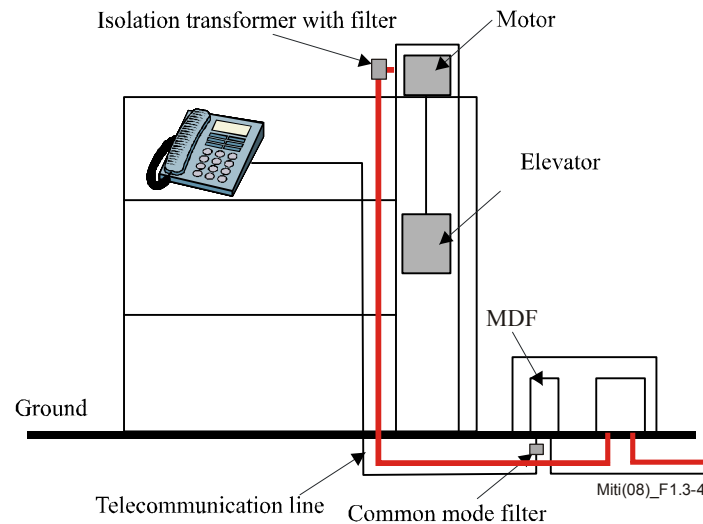 Isolation transformer with filter
Motor
Elevator
MDF
Ground
Telecommunication line
Common mode filter
Miti(08)_F1.3-4